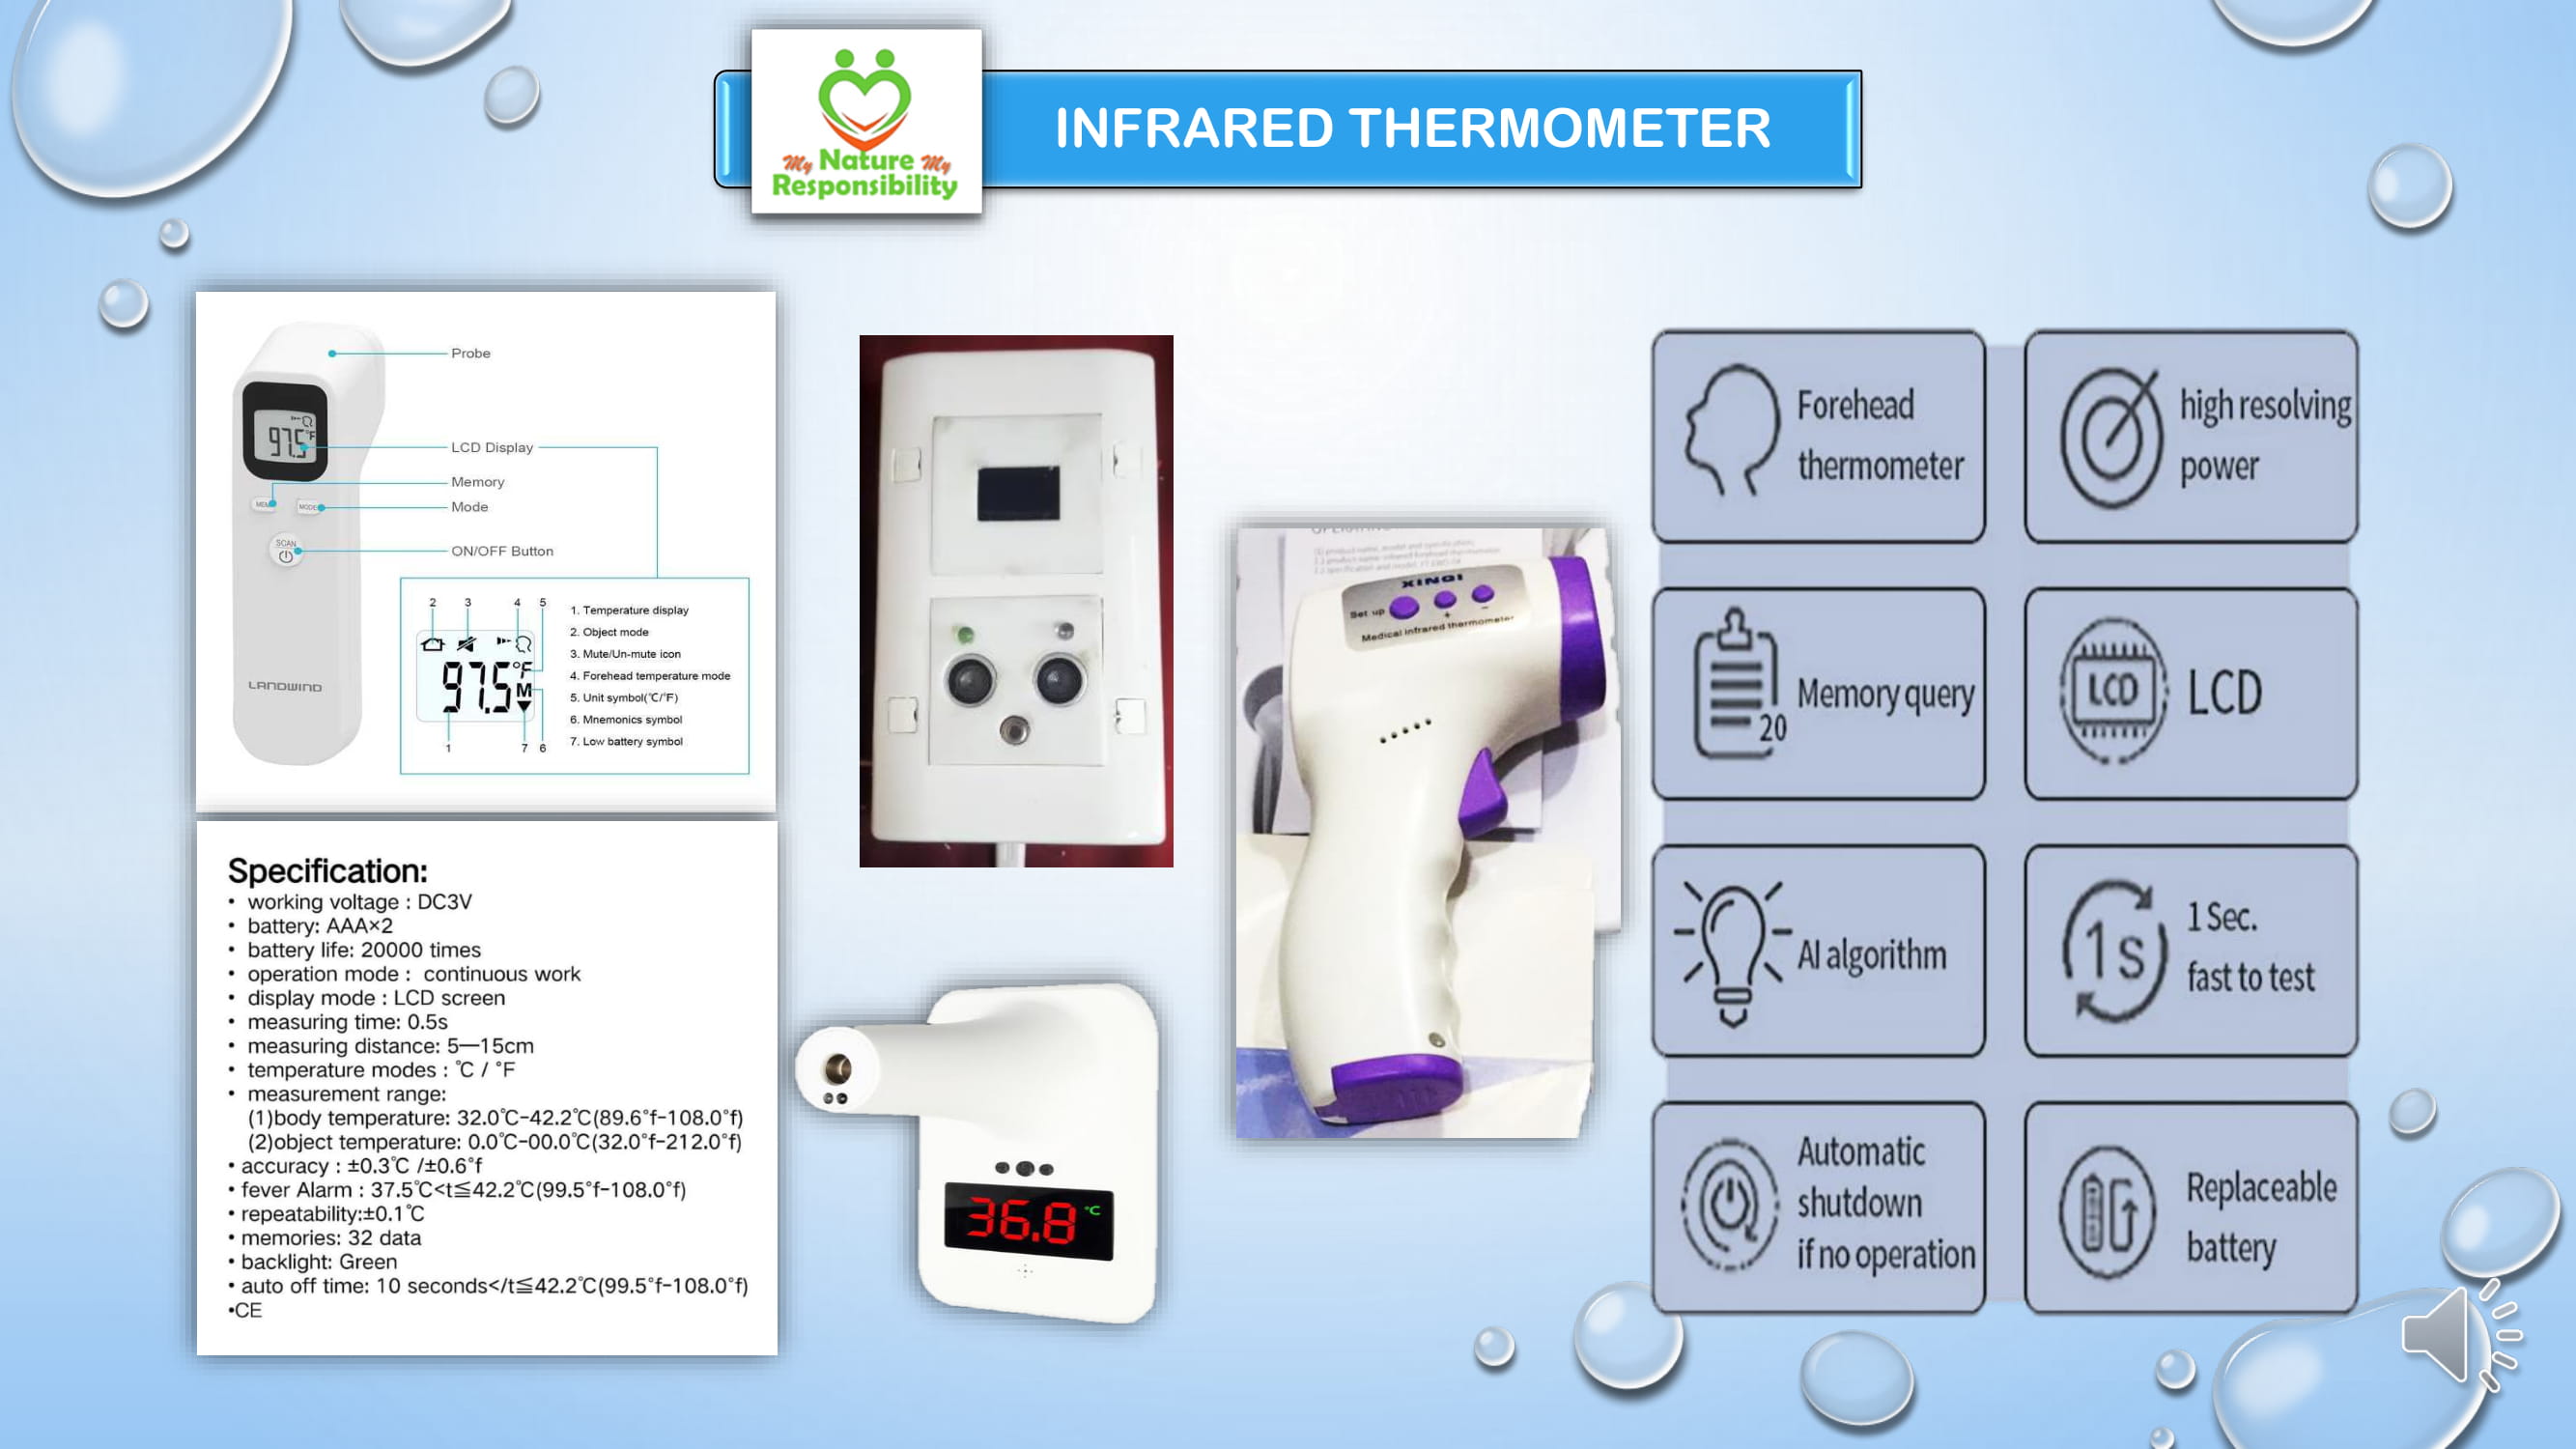 My Nature My
Responsibility
INFRARED THERMOMETER
Probe
97.5°F
LCD Display
MEM
Memory
MODE
Mode
SCAN
ON/OFF Button
LANDWIND
2 3 4 5
97.5°F
M
1 7 6
1. Temperature display
2. Object mode
3. Mute/Un-mute icon
4. Forehead temperature mode
5. Unit symbol(℃/℉)
6. Mnemonics symbol
7. Low battery symbol
Specification:
• working voltage : DC3V
• battery: AAA×2
• battery life: 20000 times
• operation mode : continuous work
• display mode : LCD screen
• measuring time: 0.5s
• measuring distance: 5—15cm
• temperature modes : ℃ / °F
• measurement range:
(1)body temperature: 32.0℃-42.2℃(89.6°f-108.0°f)
(2)object temperature: 0.0℃-00.0℃(32.0°f-212.0°f)
• accuracy : ±0.3℃ /±0.6°f
• fever Alarm : 37.5℃<t≦42.2℃(99.5°f-108.0°f)
• repeatability:±0.1℃
• memories: 32 data
• backlight: Green
• auto off time: 10 seconds</t≦42.2℃(99.5°f-108.0°f)
•CE
36.8 ℃
XINQI
Set up + -
Medical infrared thermometer
Forehead
thermometer
high resolving
power
20
Memory query
LCD
LCD
AI algorithm
1s
1 Sec.
fast to test
Automatic
shutdown
if no operation
Replaceable
battery